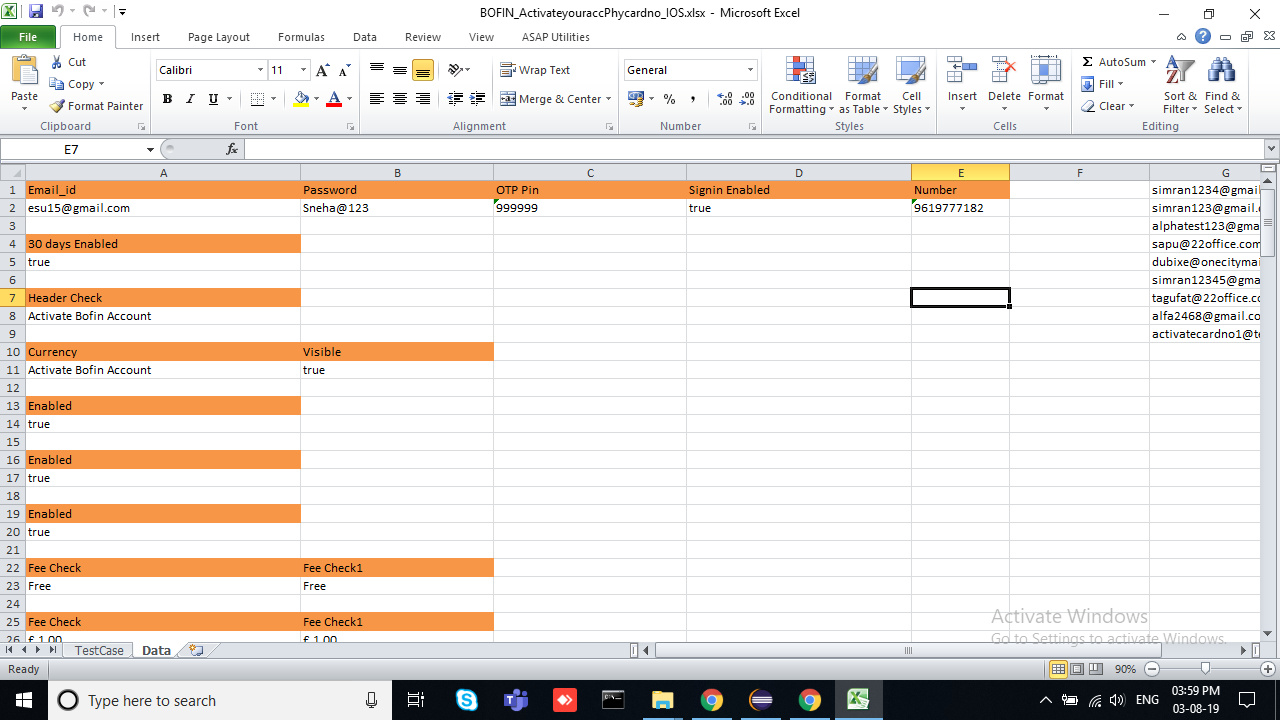 BOFIN_ActivateyouraccPhycardno_IOS.xlsx - Microsoft Excel
File Home Insert Page Layout Formulas Data Review View ASAP Utilities
Paste Cut Copy Format Painter Clipboard
Calibri 11 B I U Font
Wrap Text Merge & Center Alignment
General % , Number
Conditional Formatting Format as Table Cell Styles Styles
Insert Delete Format Cells
Σ AutoSum Fill Clear Sort & Filter Find & Select Editing
E7 fx
A B C D E F G
1 Email_id Password OTP Pin Signin Enabled Number simran1234@gmail
2 esu15@gmail.com Sneha@123 999999 true 9619777182 simran123@gmail.
3 alphatest123@gma
4 30 days Enabled sapu@22office.com
5 true dubixe@onecitymai
6 simran12345@gma
7 Header Check tagufat@22office.co
8 Activate Bofin Account alfa2468@gmail.co
9 activatecardno1@te
10 Currency Visible
11 Activate Bofin Account true
12
13 Enabled
14 true
15
16 Enabled
17 true
18
19 Enabled
20 true
21
22 Fee Check Fee Check1
23 Free Free
24
25 Fee Check Fee Check1
26 £ 1.00 £ 1.00
Activate Windows
Go to Settings to activate Windows.
TestCase Data
Ready 90%
Type here to search ENG 03:59 PM
03-08-19